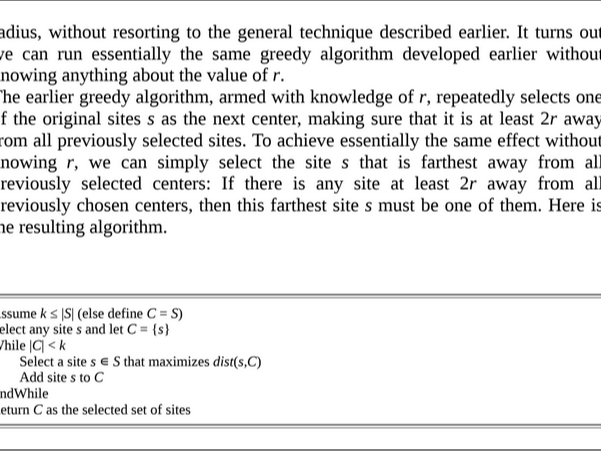 adius, without resorting to the general technique described earlier. It turns out
ve can run essentially the same greedy algorithm developed earlier without
nowing anything about the value of r.
The earlier greedy algorithm, armed with knowledge of r, repeatedly selects one
f the original sites s as the next center, making sure that it is at least 2r away
rom all previously selected sites. To achieve essentially the same effect without
nowing r, we can simply select the site s that is farthest away from all
reviously selected centers: If there is any site at least 2r away from all
reviously chosen centers, then this farthest site s must be one of them. Here is
he resulting algorithm.
ssume k ≤ |S| (else define C = S)
elect any site s and let C = {s}
While |C| < k
Select a site s ∈ S that maximizes dist(s,C)
Add site s to C
ndWhile
eturn C as the selected set of sites